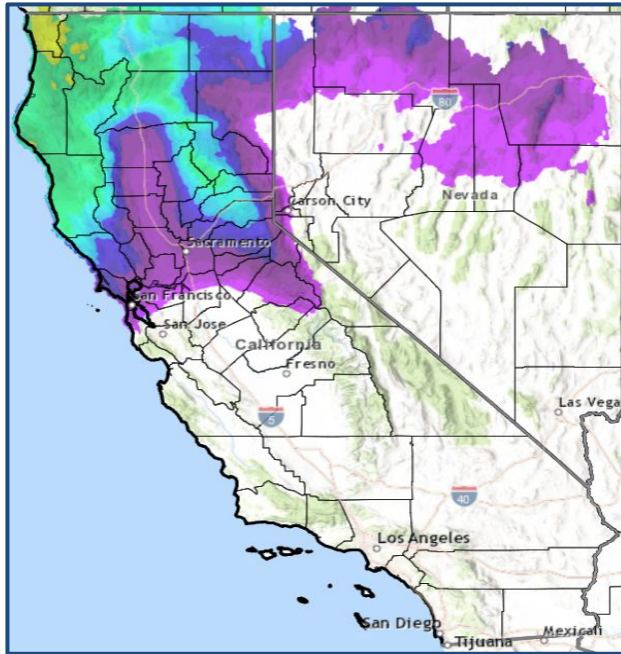 80
Nevada
Carson City
Sacramento
San Francisco
San Jose
California
Fresno
5
Las Vega
40
Los Angeles
San Diego
Tijuana
Mexicali